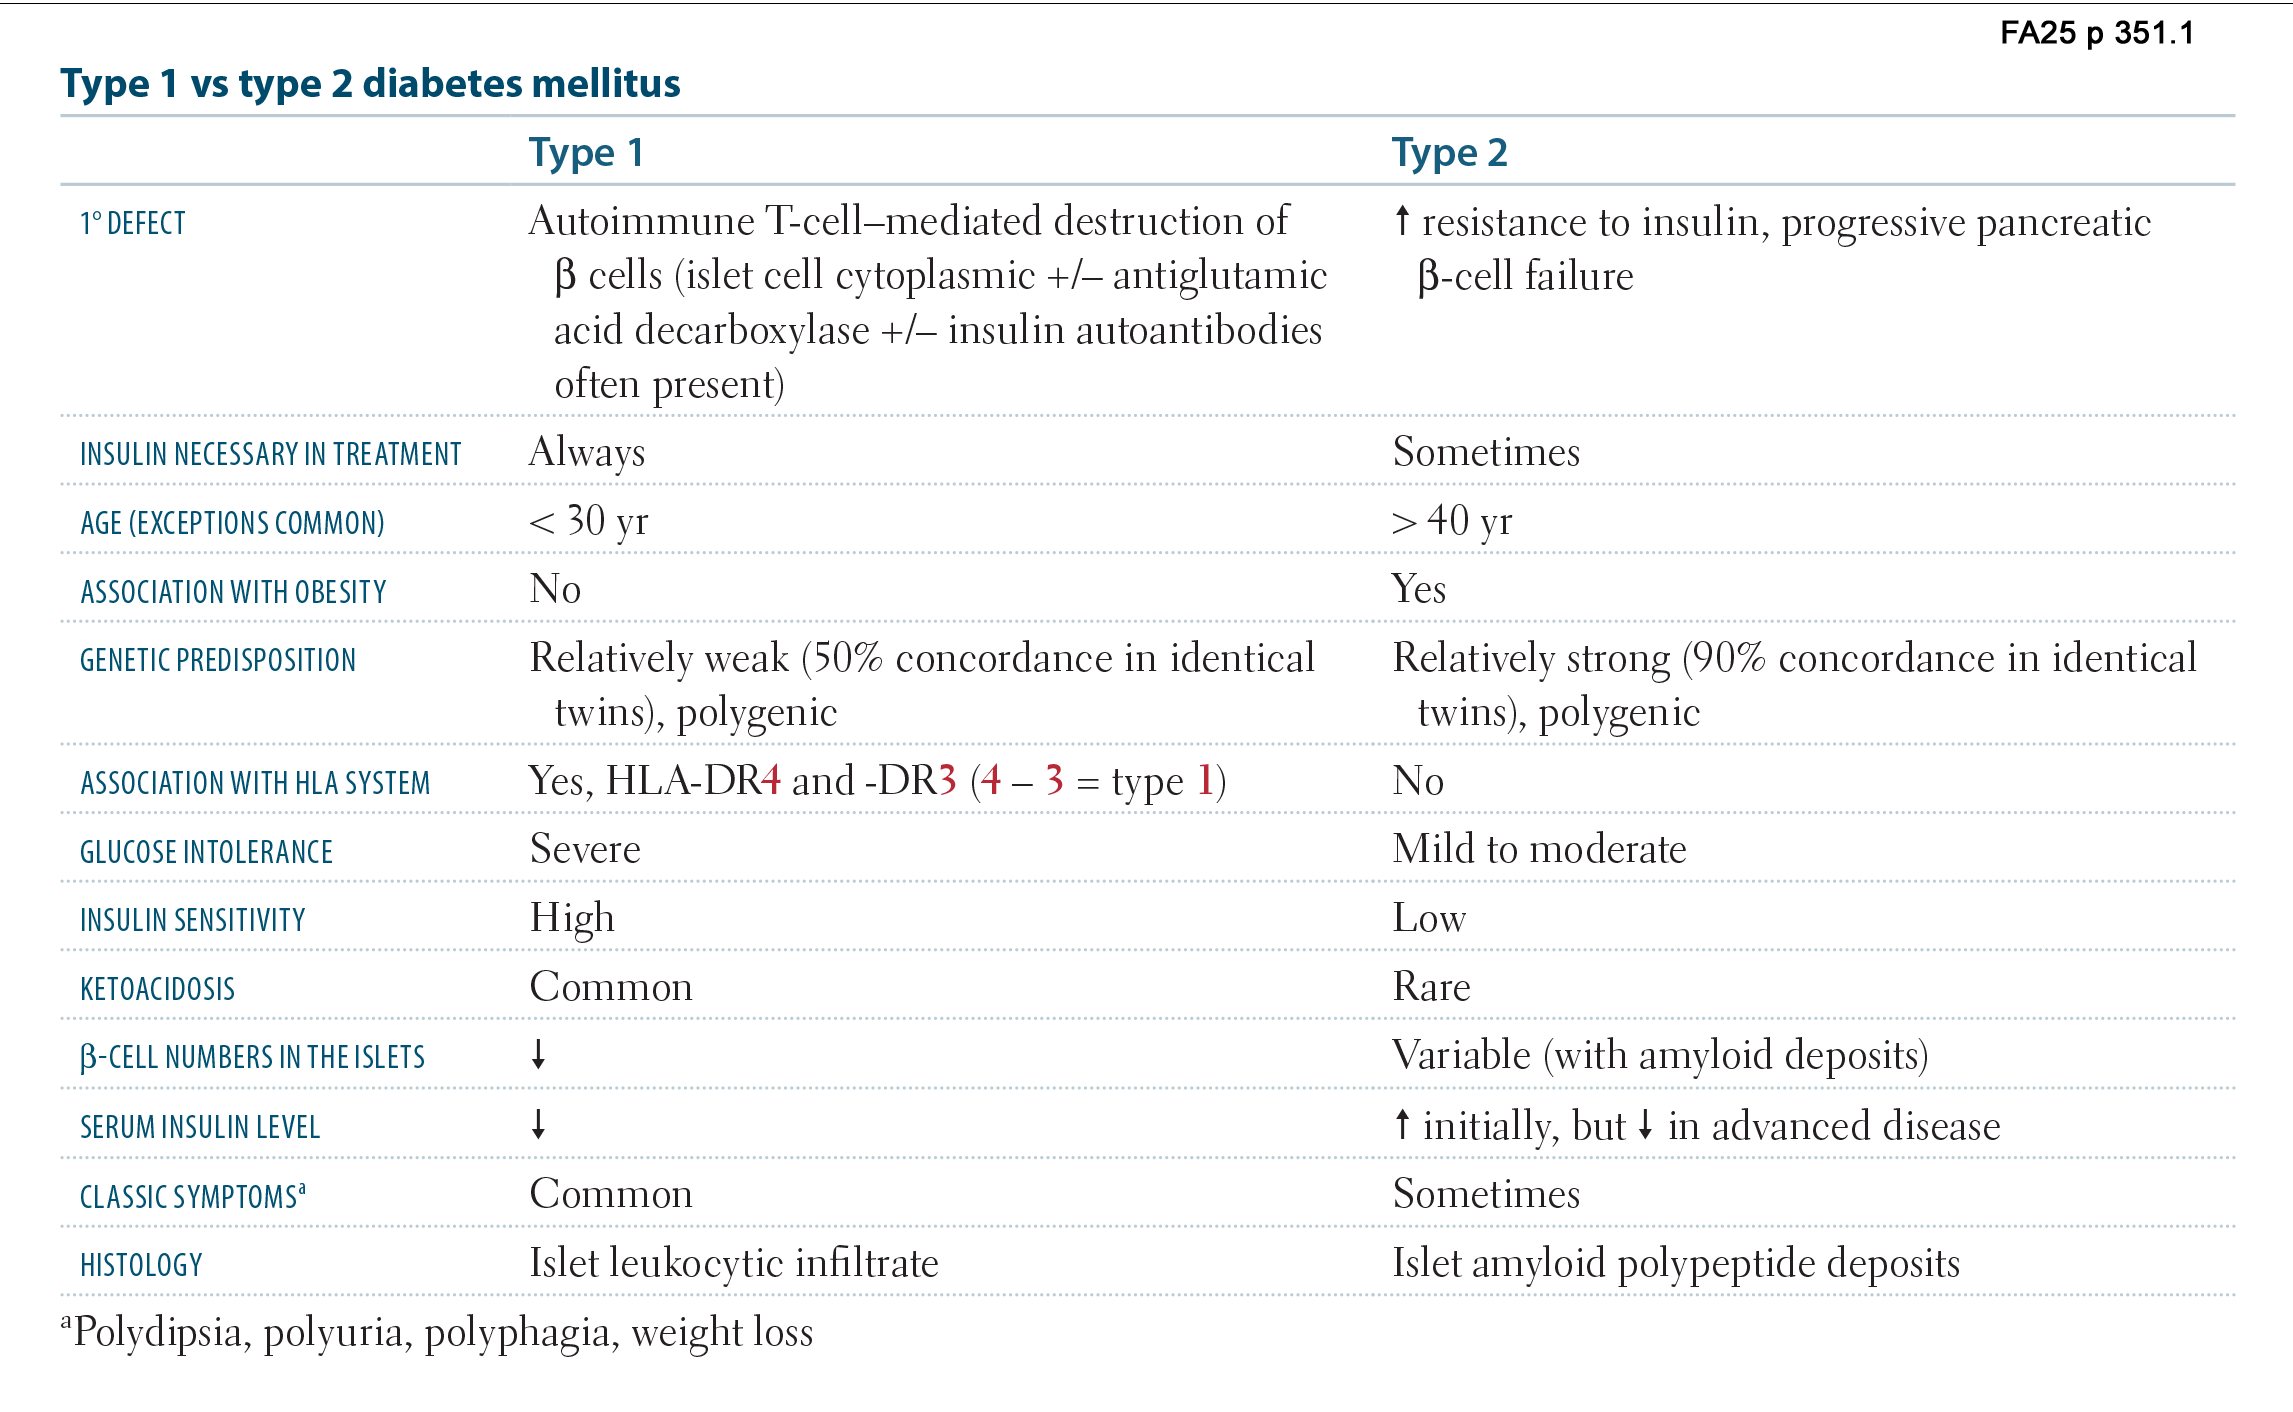 FA25 p 351.1
Type 1 vs type 2 diabetes mellitus
Type 1 Type 2
1° DEFECT Autoimmune T-cell–mediated destruction of ↑ resistance to insulin, progressive pancreatic
β cells (islet cell cytoplasmic +/– antiglutamic β-cell failure
acid decarboxylase +/– insulin autoantibodies
often present)
INSULIN NECESSARY IN TREATMENT Always Sometimes
AGE (EXCEPTIONS COMMON) < 30 yr > 40 yr
ASSOCIATION WITH OBESITY No Yes
GENETIC PREDISPOSITION Relatively weak (50% concordance in identical Relatively strong (90% concordance in identical
twins), polygenic twins), polygenic
ASSOCIATION WITH HLA SYSTEM Yes, HLA-DR4 and -DR3 (4 – 3 = type 1) No
GLUCOSE INTOLERANCE Severe Mild to moderate
INSULIN SENSITIVITY High Low
KETOACIDOSIS Common Rare
β-CELL NUMBERS IN THE ISLETS ↓ Variable (with amyloid deposits)
SERUM INSULIN LEVEL ↓ ↑ initially, but ↓ in advanced disease
CLASSIC SYMPTOMSᵃ Common Sometimes
HISTOLOGY Islet leukocytic infiltrate Islet amyloid polypeptide deposits
ᵃPolydipsia, polyuria, polyphagia, weight loss